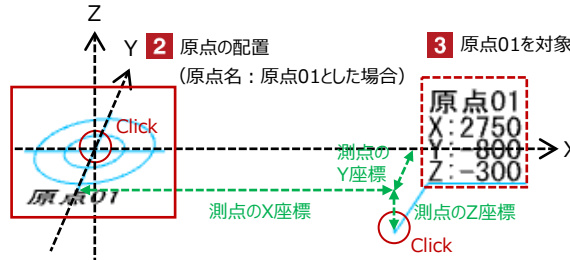 Z
Y
2 原点の配置
(原点名：原点01とした場合)
3 原点01を対象
Click
原点01
X:2750
Y:-800
Z:-300
X
測点の
Y座標
原点01
測点のX座標
測点のZ座標
Click